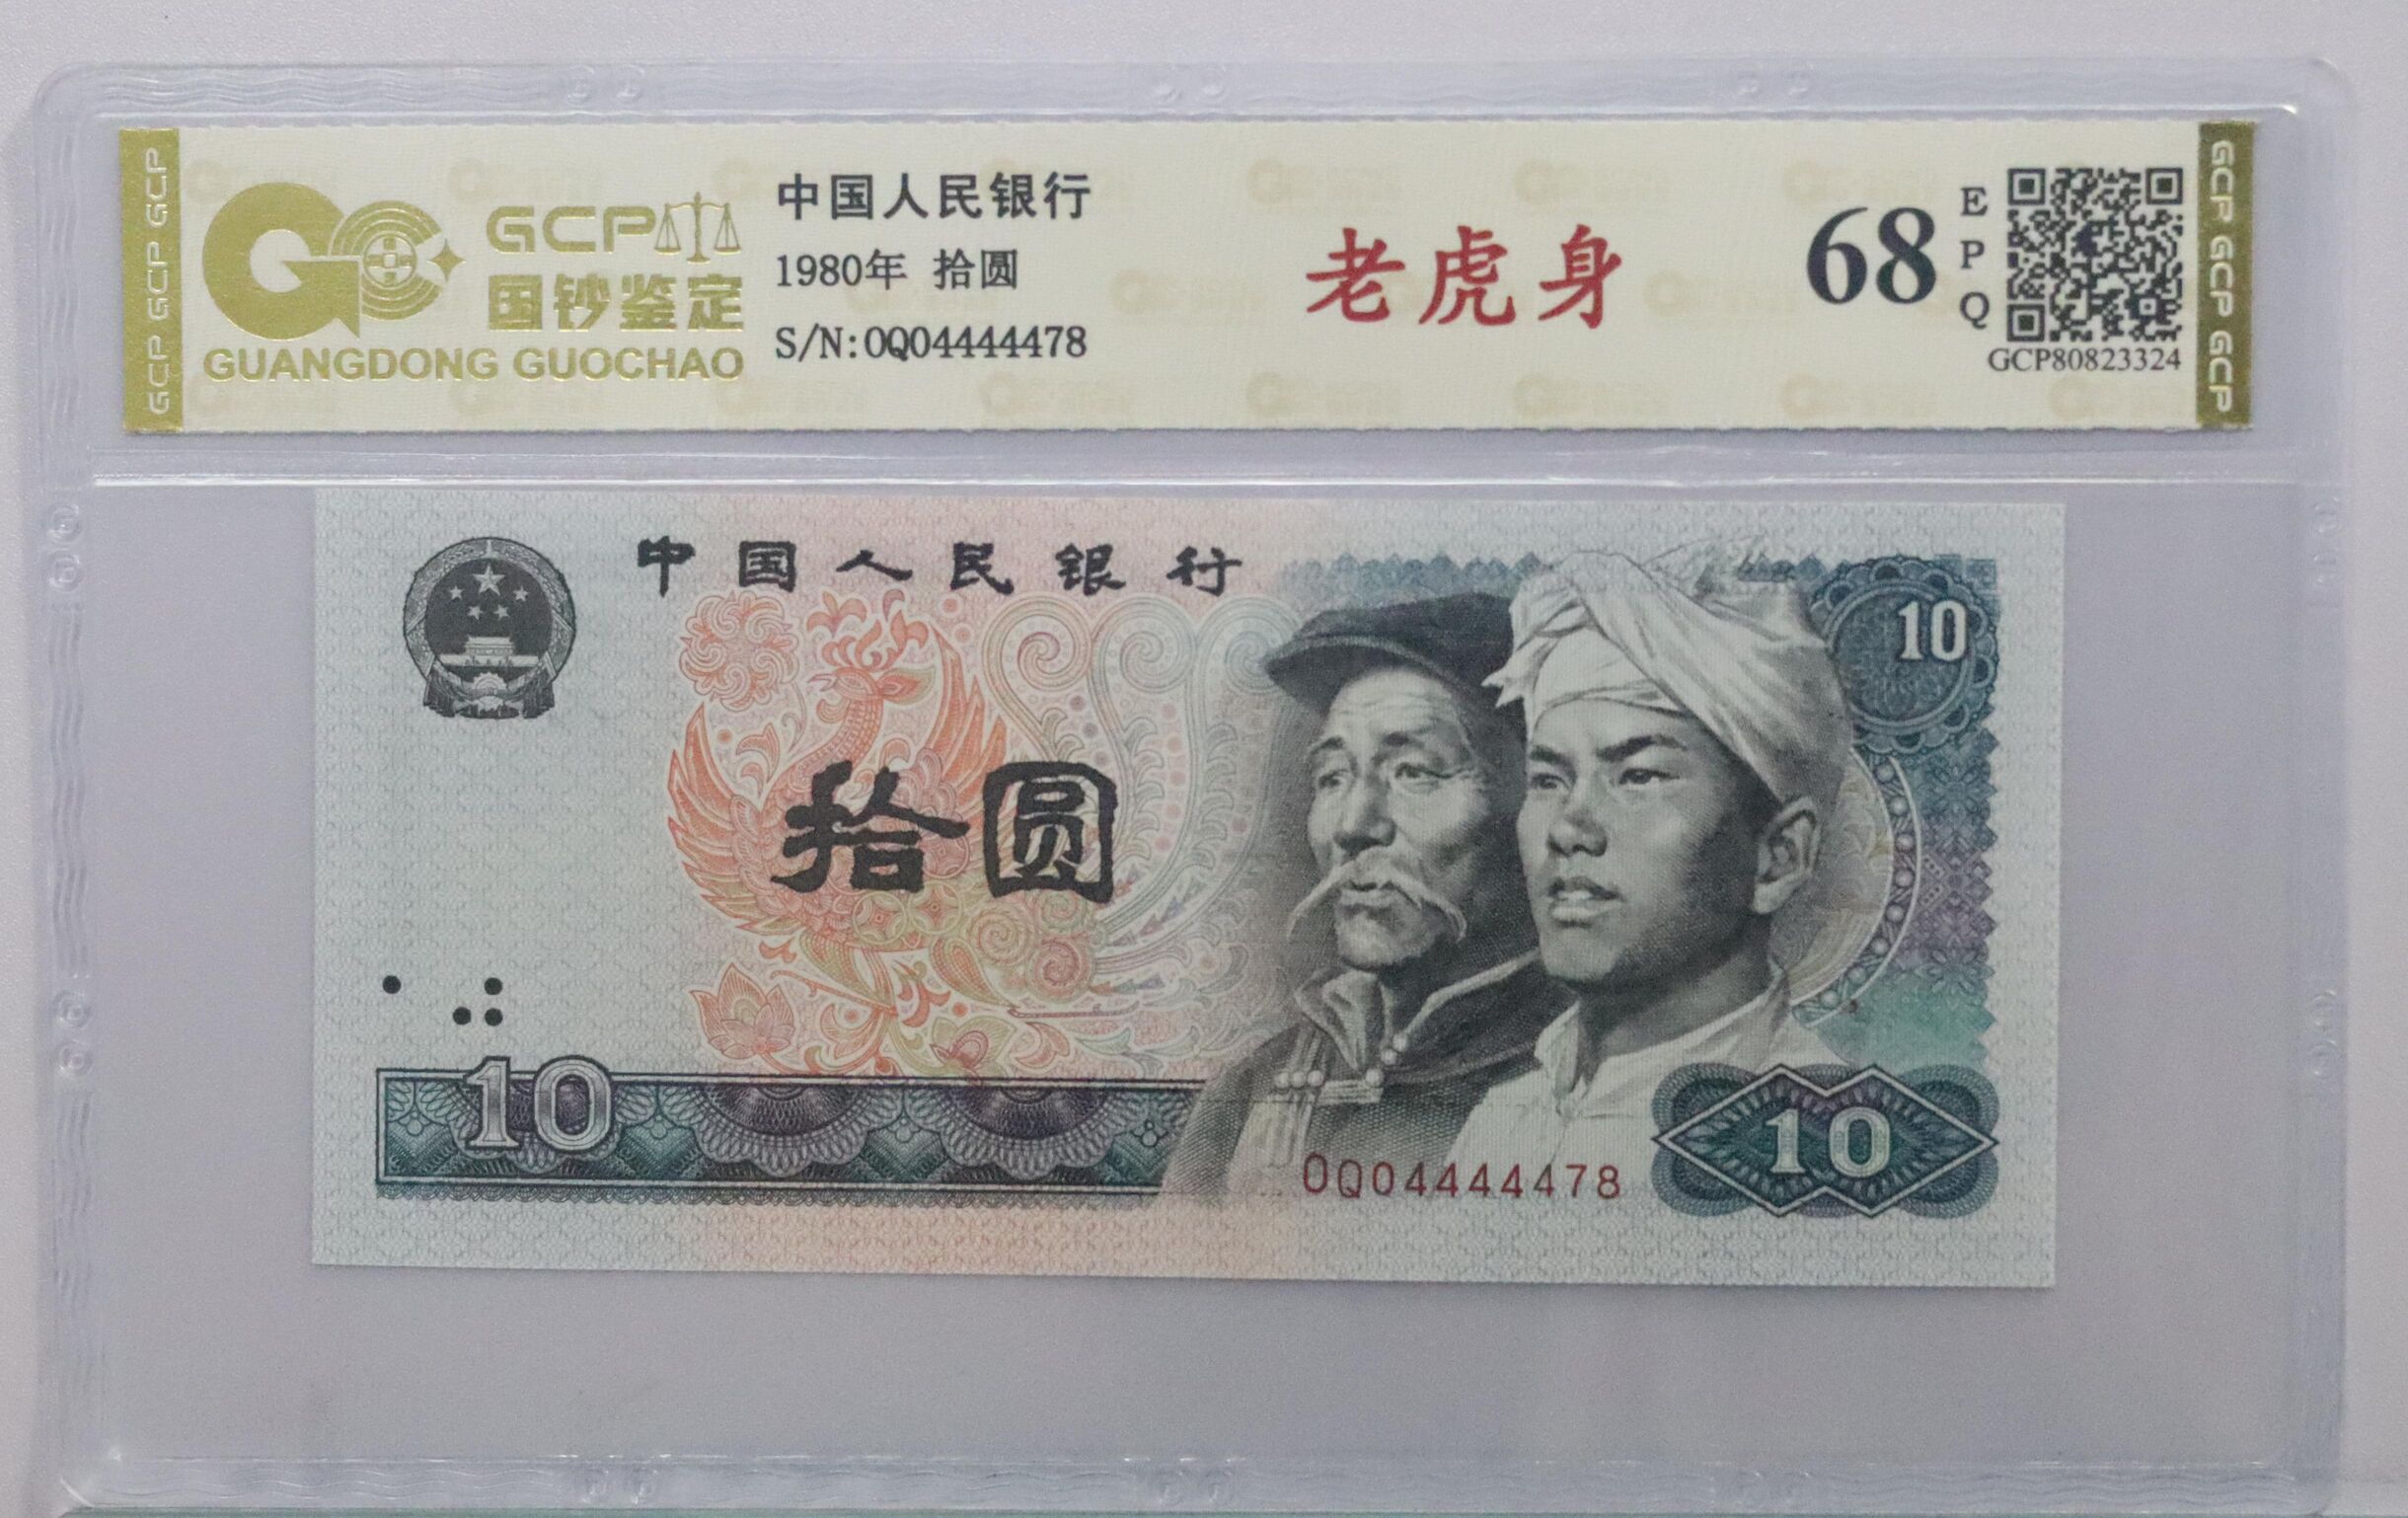 GCP GCP GCP
GCP
国钞鉴定
GUANGDONG GUOCHAO
中国人民银行
1980年 拾圆
S/N:0Q04444478
老虎身
68
E
P
Q
GCP80823324
GCP GCP GCP
中国人民银行
10
拾圆
10
0Q04444478
10